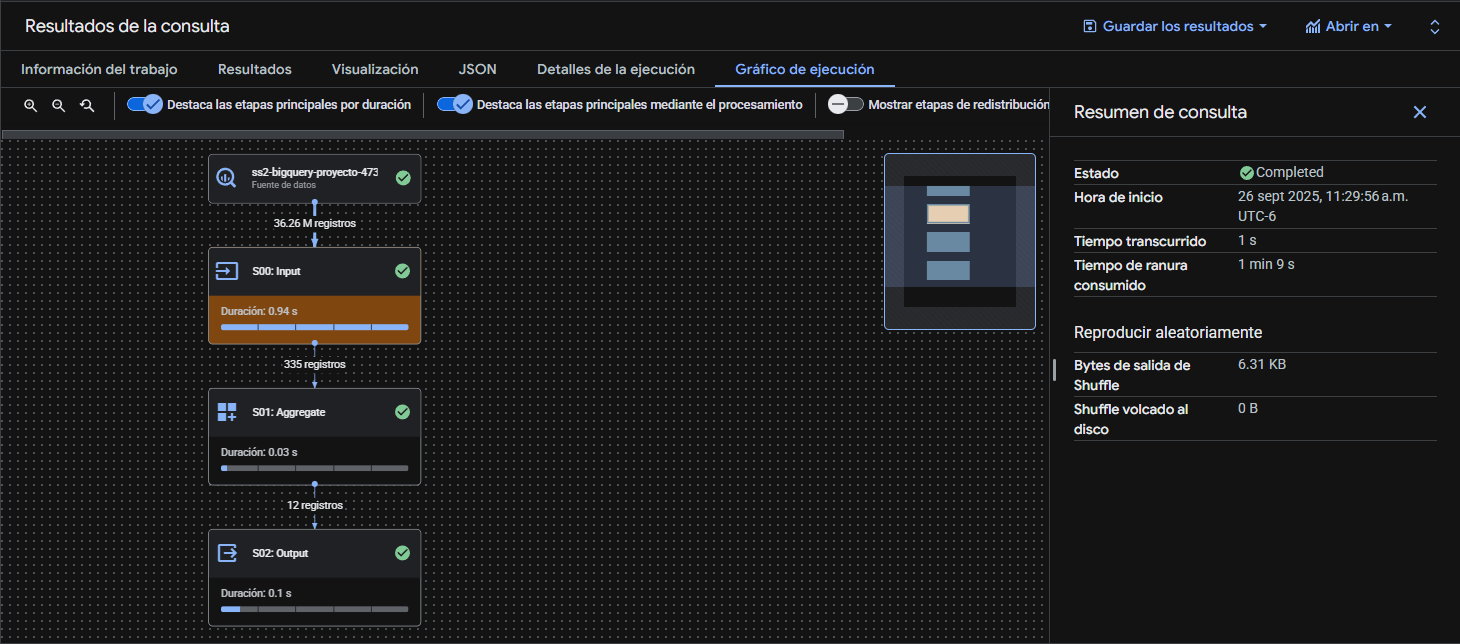 Resultados de la consulta
Guardar los resultados
Abrir en
Información del trabajo
Resultados
Visualización
JSON
Detalles de la ejecución
Gráfico de ejecución
Destaca las etapas principales por duración
Destaca las etapas principales mediante el procesamiento
Mostrar etapas de redistribución
ss2-bigquery-proyecto-473
Fuente de datos
36.26 M registros
S00: Input
Duración: 0.94 s
335 registros
S01: Aggregate
Duración: 0.03 s
12 registros
S02: Output
Duración: 0.1 s
Resumen de consulta
Estado
Completed
Hora de inicio
26 sept 2025, 11:29:56 a.m.
UTC-6
Tiempo transcurrido
1 s
Tiempo de ranura
consumido
1 min 9 s
Reproducir aleatoriamente
Bytes de salida de
Shuffle
6.31 KB
Shuffle volcado al
disco
0 B